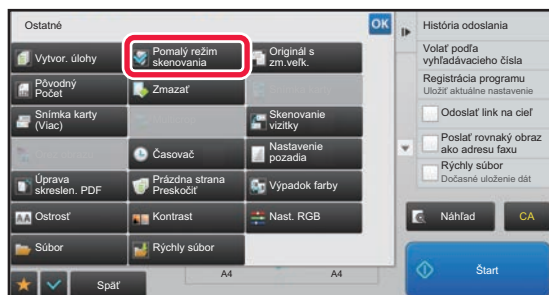 Ostatné
OK
Vytvor. úlohy
Pomalý režim
skenovania
Originál s
zm.veľk.
Pôvodný
Počet
Zmazať
Snímka karty
(Viac)
Skenovanie
vizitky
Časovač
Nastavenie
pozadia
Úprava
skreslen. PDF
Prázdna strana
Preskočiť
Výpadok farby
Ostrosť
Kontrast
Nast. RGB
Súbor
Rýchly súbor
Späť
A4
A4
História odoslania
Volať podľa
vyhľadávacieho čísla
Registrácia programu
Uložiť aktuálne nastavenie
Odoslať link na cieľ
Poslať rovnaký obraz
ako adresu faxu
Rýchly súbor
Dočasné uloženie dát
Náhľad
CA
Štart